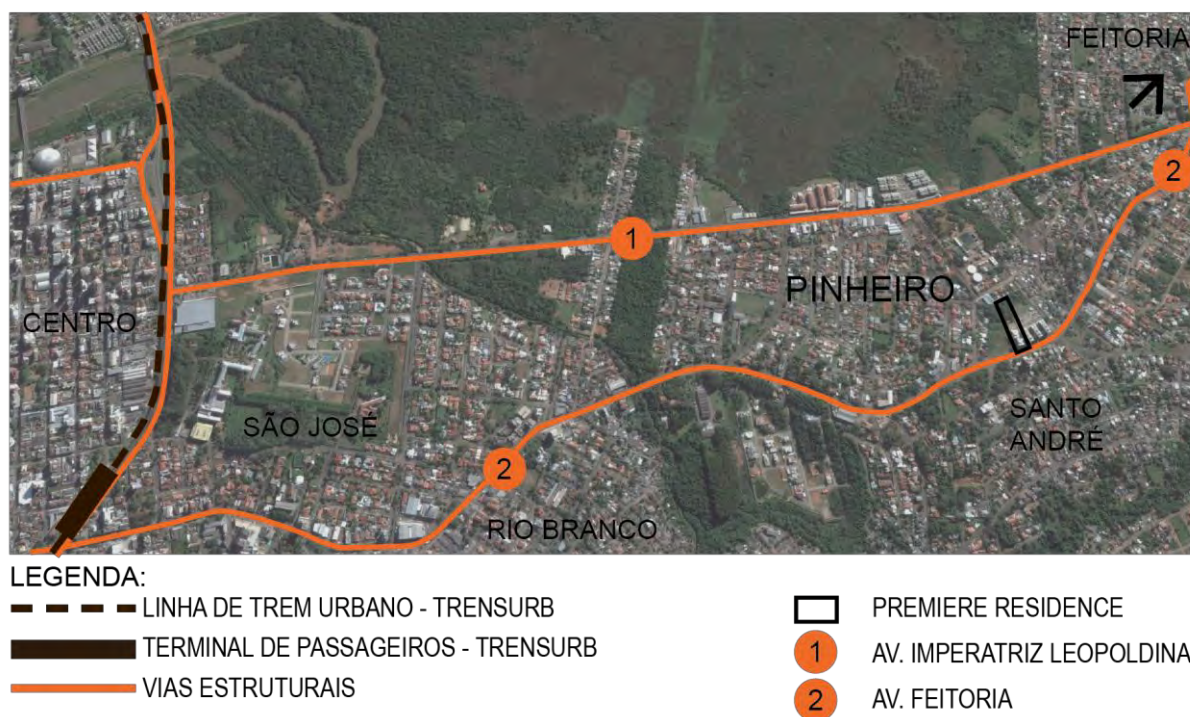 FEITORIA
2
1
PINHEIRO
CENTRO
SANTO
ANDRÉ
SÃO JOSÉ
2
RIO BRANCO
LEGENDA:
LINHA DE TREM URBANO - TRENSURB
TERMINAL DE PASSAGEIROS - TRENSURB
VIAS ESTRUTURAIS
PREMIERE RESIDENCE
1 AV. IMPERATRIZ LEOPOLDINA
2 AV. FEITORIA